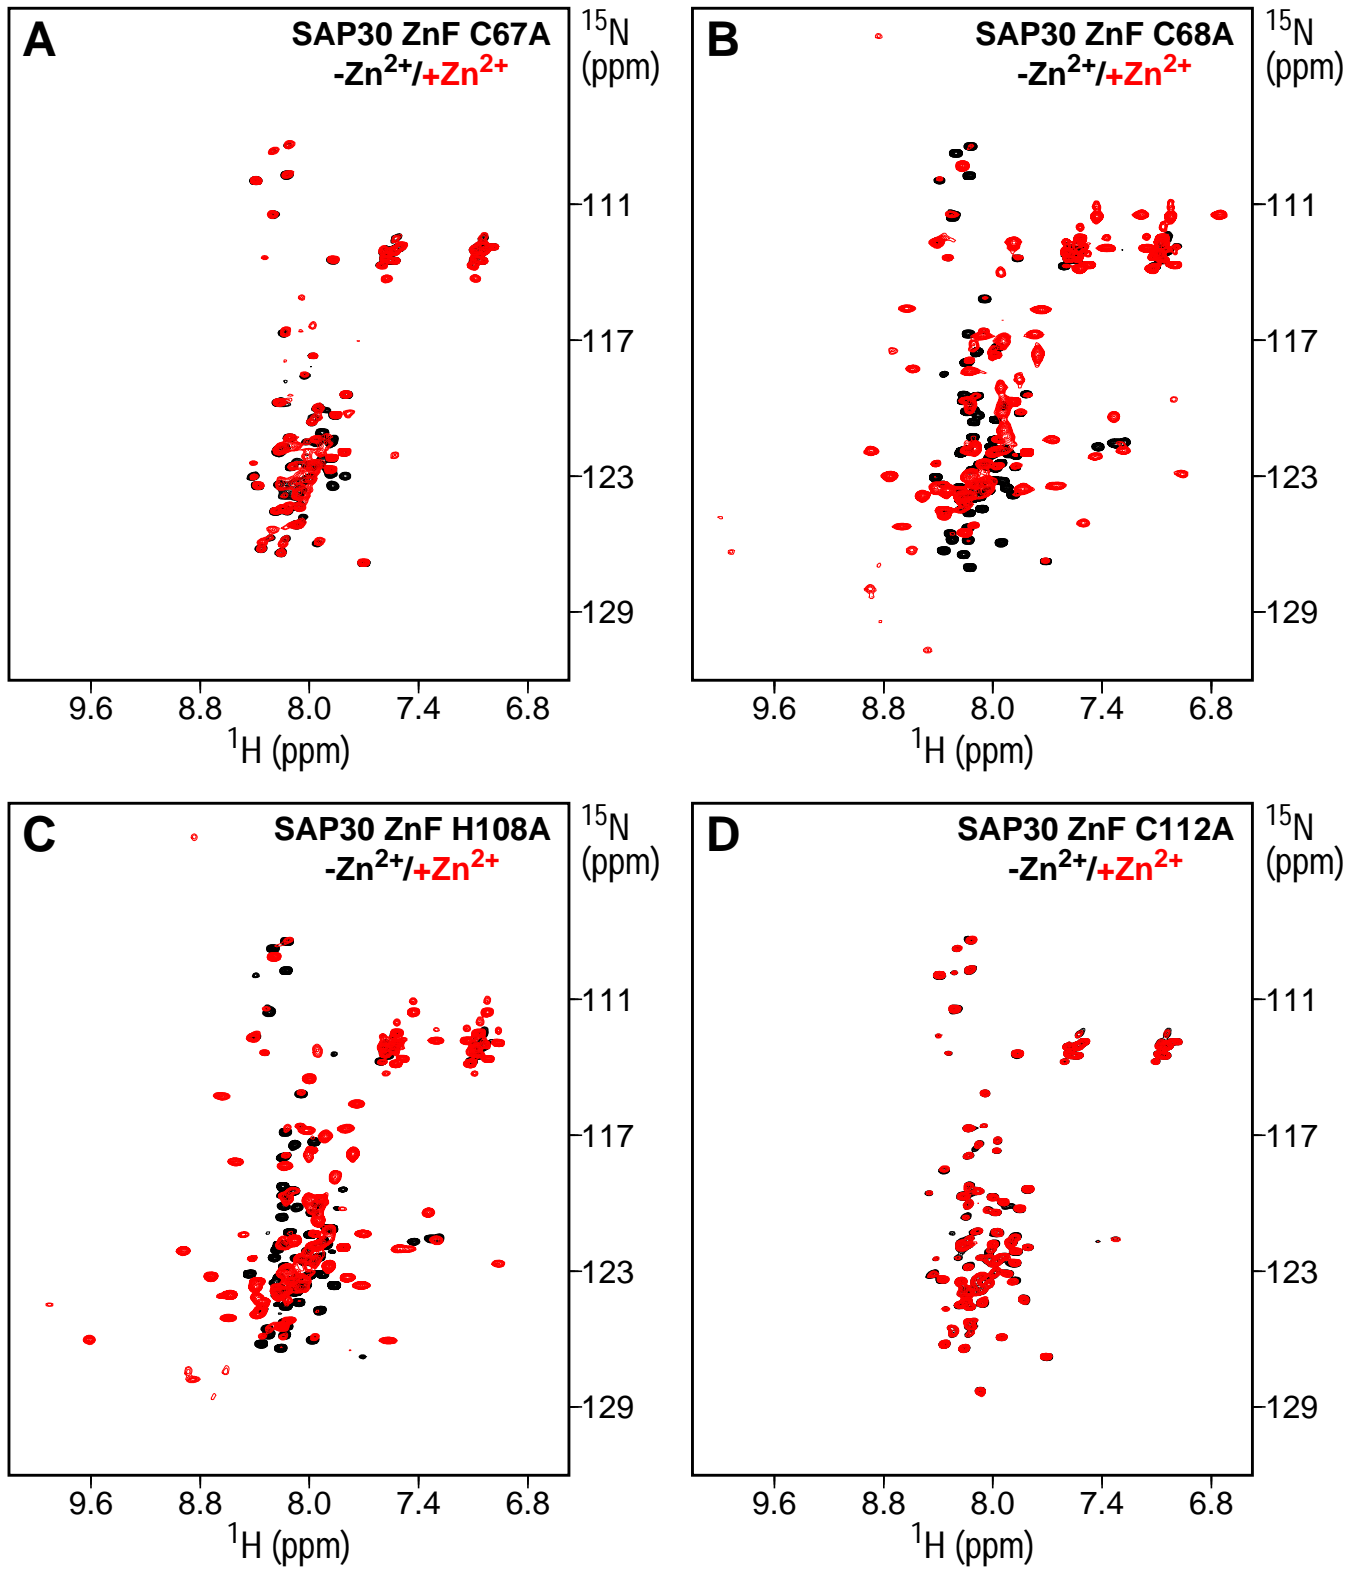 A
SAP30 ZnF C67A
-Zn2+/+Zn2+
15N
(ppm)
111
117
123
129
9.6 8.8 8.0 7.4 6.8
1H (ppm)
B
SAP30 ZnF C68A
-Zn2+/+Zn2+
15N
(ppm)
111
117
123
129
9.6 8.8 8.0 7.4 6.8
1H (ppm)
C
SAP30 ZnF H108A
-Zn2+/+Zn2+
15N
(ppm)
111
117
123
129
9.6 8.8 8.0 7.4 6.8
1H (ppm)
D
SAP30 ZnF C112A
-Zn2+/+Zn2+
15N
(ppm)
111
117
123
129
9.6 8.8 8.0 7.4 6.8
1H (ppm)